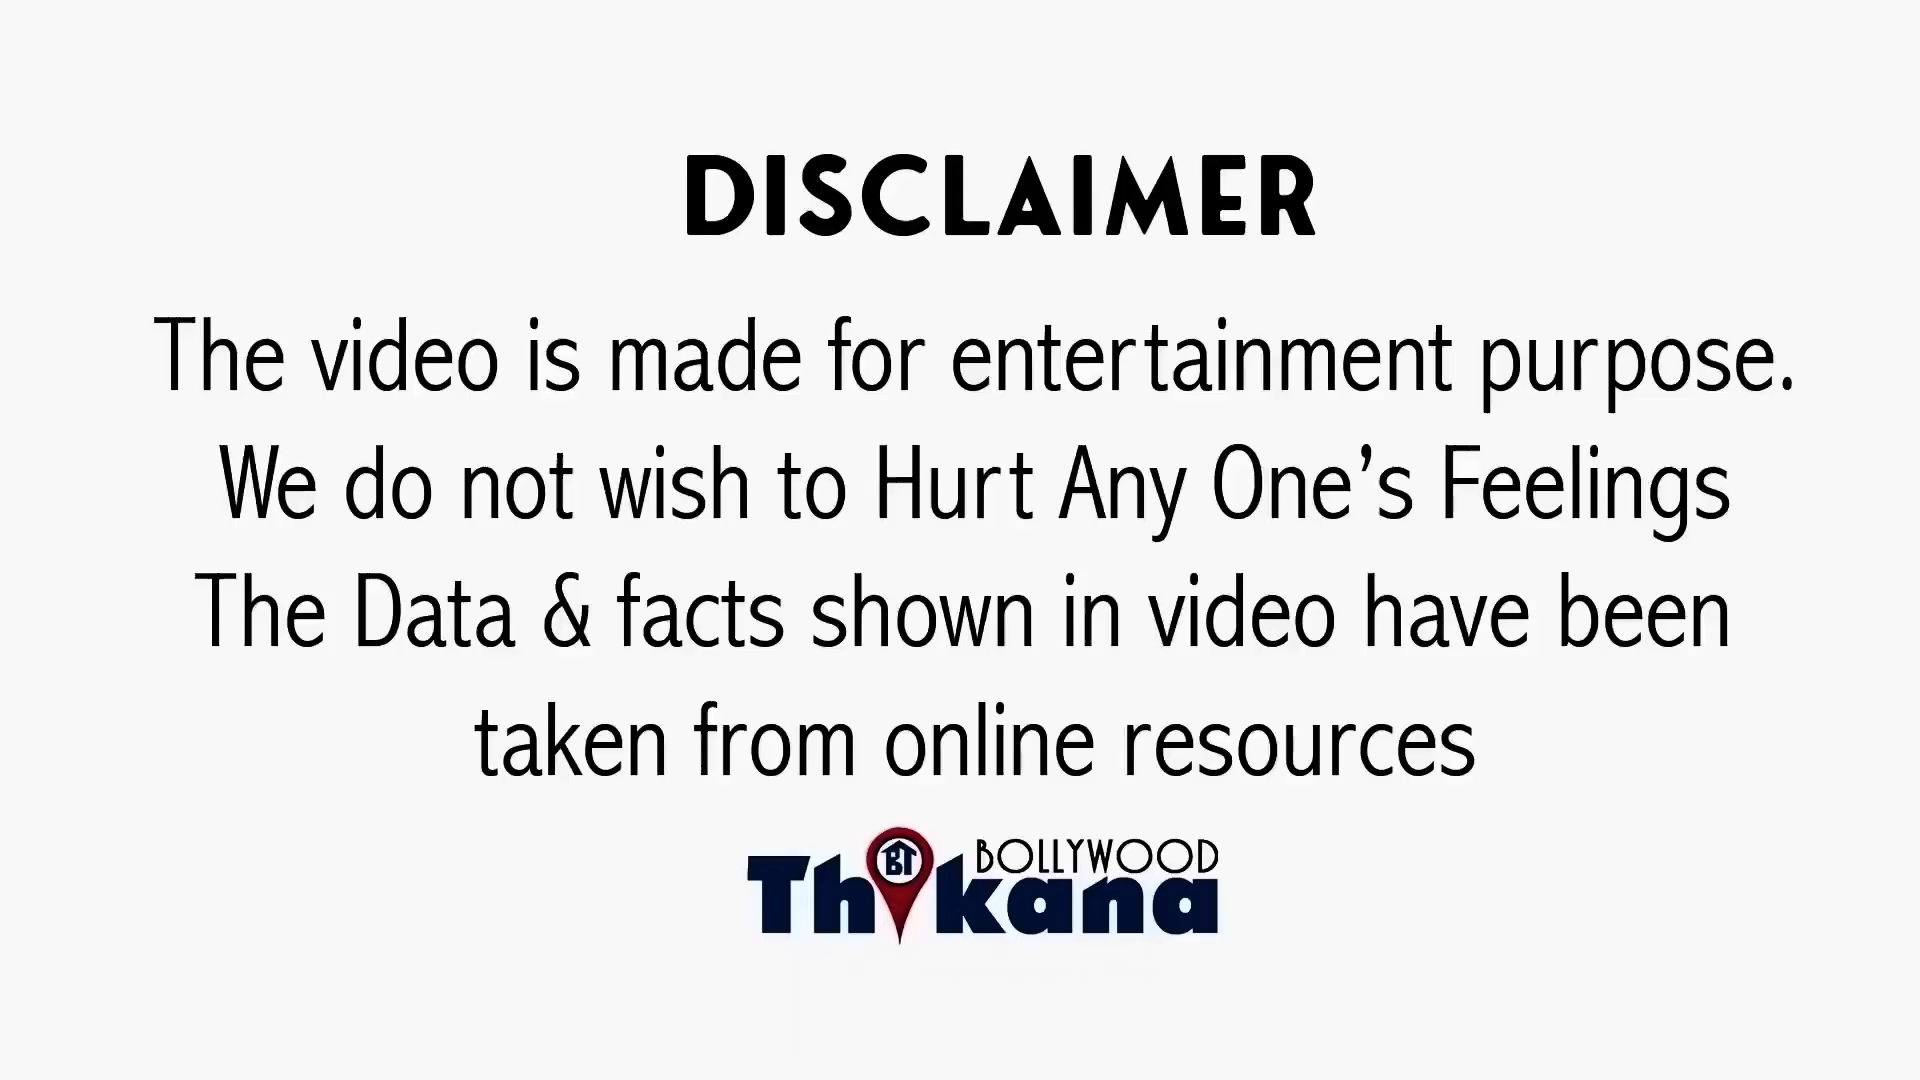 DISCLAIMER
The video is made for entertainment purpose.
We do not wish to Hurt Any One’s Feelings
The Data & facts shown in video have been
taken from online resources
BOLLYWOOD
BT
Thikana